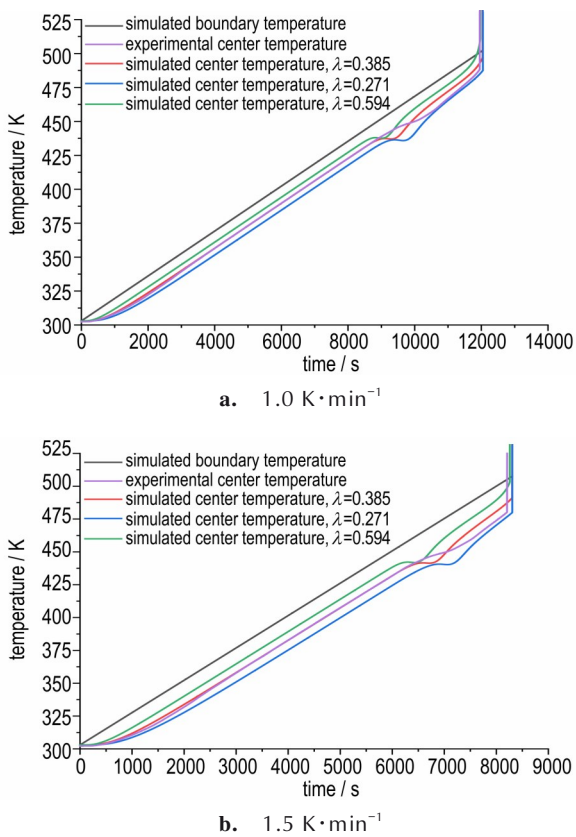 525
500
475
450
425
400
375
350
325
300
temperature / K
simulated boundary temperature
experimental center temperature
simulated center temperature, λ=0.385
simulated center temperature, λ=0.271
simulated center temperature, λ=0.594
0 2000 4000 6000 8000 10000 12000 14000
time / s
a. 1.0 K·min⁻¹
525
500
475
450
425
400
375
350
325
300
temperature / K
simulated boundary temperature
experimental center temperature
simulated center temperature, λ=0.385
simulated center temperature, λ=0.271
simulated center temperature, λ=0.594
0 1000 2000 3000 4000 5000 6000 7000 8000 9000
time / s
b. 1.5 K·min⁻¹